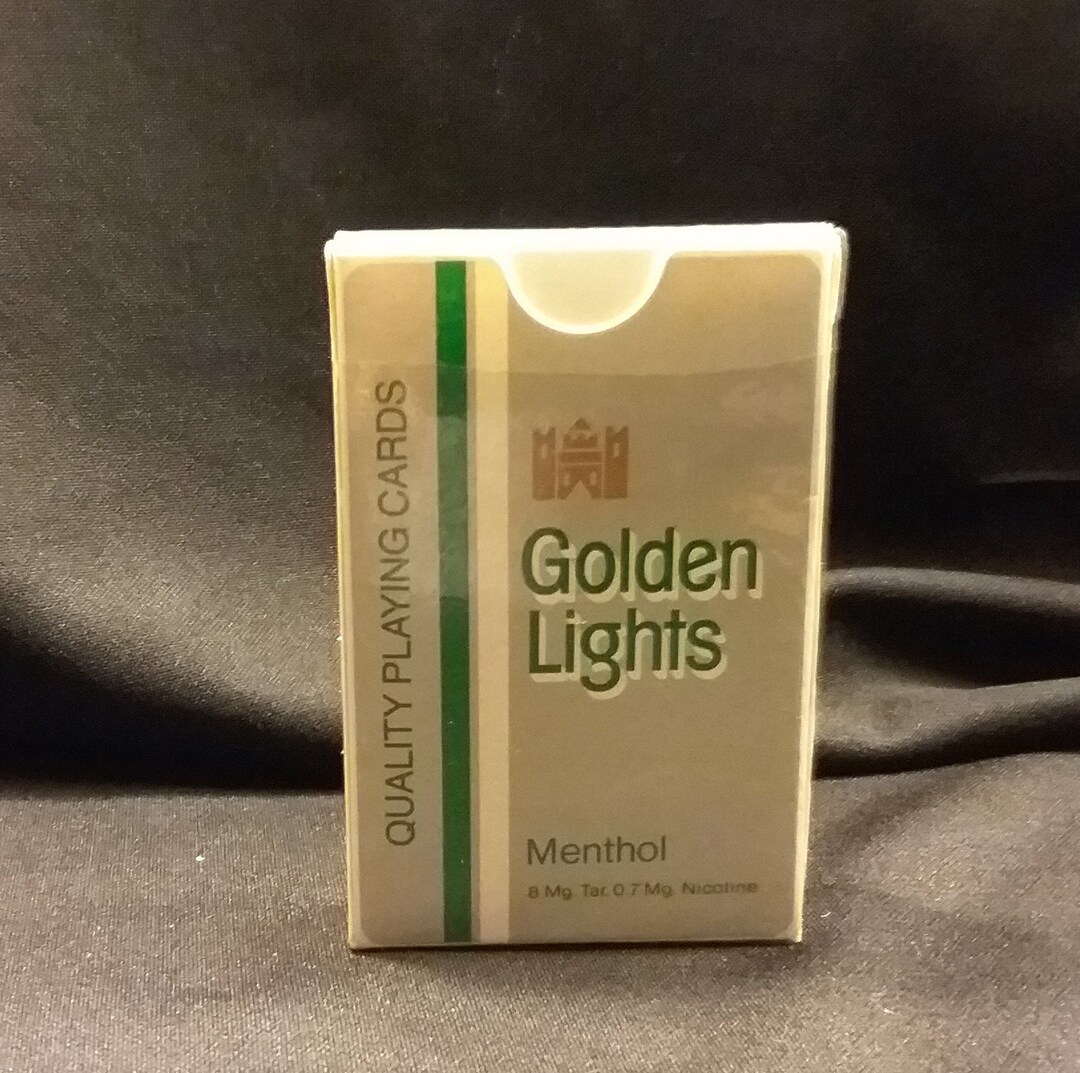 QUALITY PLAYING CARDS
Golden
Lights
Menthol
8 Mg. Tar, 0.7 Mg. Nicotine